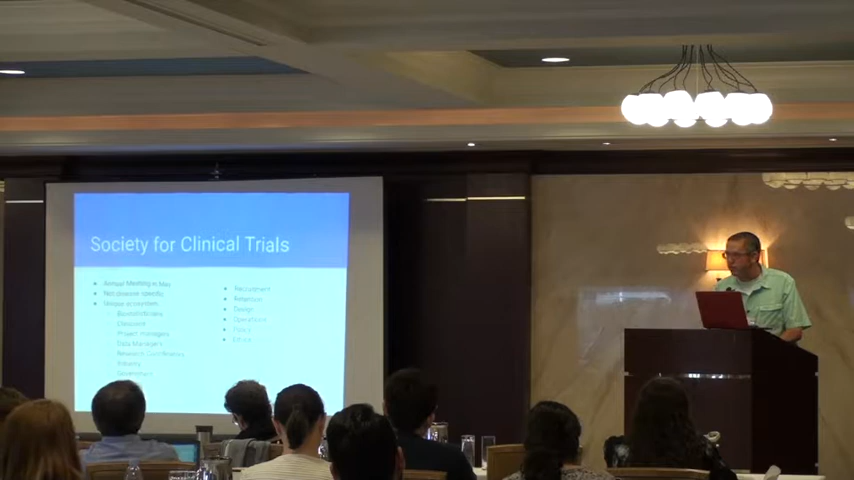 Society for Clinical Trials
Annual Meeting in May
Not disease specific
Unique ecosystem
Biostatistician
Clinicians
Project managers
Data Managers
Research Coordinators
Industry
Government
Recruitment
Retention
Design
Operations
Policy
Ethics